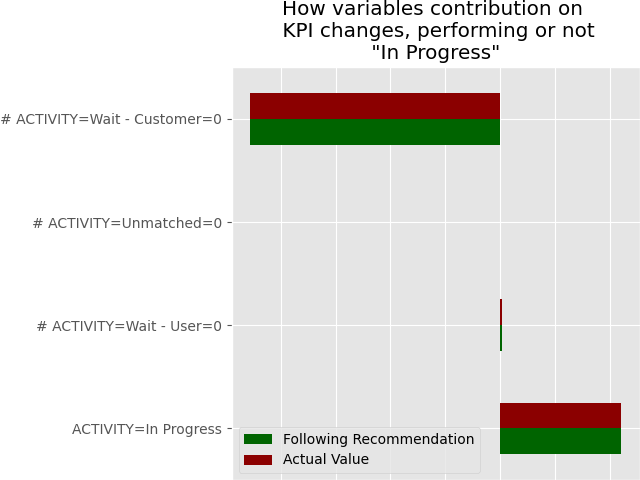 How variables contribution on
KPI changes, performing or not
"In Progress"
# ACTIVITY=Wait - Customer=0
# ACTIVITY=Unmatched=0
# ACTIVITY=Wait - User=0
ACTIVITY=In Progress
Following Recommendation
Actual Value